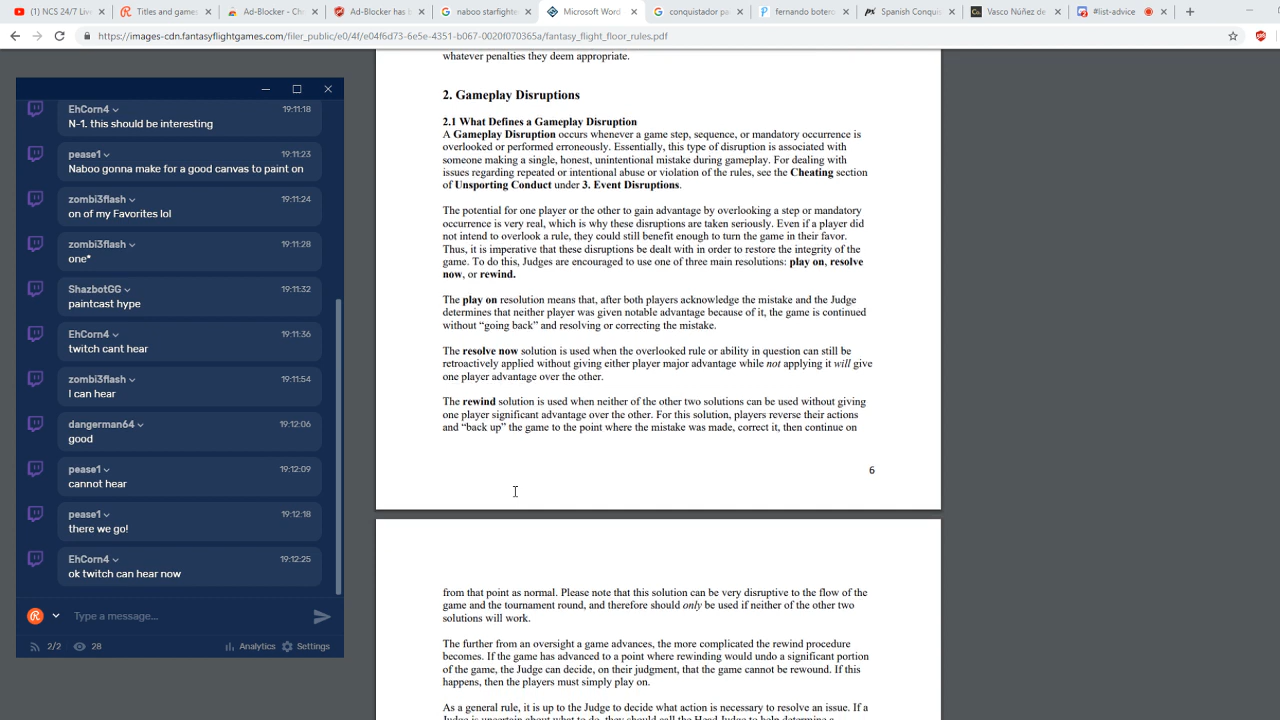 NCS 24/7 Liv
Titles and games
Ad-Blocker - Ch
Ad-Blocker has b
naboo starfighte
Microsoft Word
conquistador pa
fernando botero
Spanish Conqui
Vasco Núñez de
#list-advice
https://images-cdn.fantasyflightgames.com/filer_public/e0/4f/e04f6d73-6e5e-4351-b067-0020f070365a/fantasy_flight_floor_rules.pdf
EhCorn4
19:11:18
N-1. this should be interesting
pease1
19:11:23
Naboo gonna make for a good canvas to paint on
zombi3flash
19:11:24
on of my Favorites lol
zombi3flash
19:11:28
one*
ShazbotGG
19:11:32
paintcast hype
EhCorn4
19:11:36
twitch cant hear
zombi3flash
19:11:54
I can hear
dangerman64
19:12:06
good
pease1
19:12:09
cannot hear
pease1
19:12:18
there we go!
EhCorn4
19:12:25
ok twitch can hear now
Type a message...
2/2
28
Analytics
Settings
whatever penalties they deem appropriate.
2. Gameplay Disruptions
2.1 What Defines a Gameplay Disruption
A Gameplay Disruption occurs whenever a game step, sequence, or mandatory occurrence is
overlooked or performed erroneously. Essentially, this type of disruption is associated with
someone making a single, honest, unintentional mistake during gameplay. For dealing with
issues regarding repeated or intentional abuse or violation of the rules, see the Cheating section
of Unsporting Conduct under 3. Event Disruptions.
The potential for one player or the other to gain advantage by overlooking a step or mandatory
occurrence is very real, which is why these disruptions are taken seriously. Even if a player did
not intend to overlook a rule, they could still benefit enough to turn the game in their favor.
Thus, it is imperative that these disruptions be dealt with in order to restore the integrity of the
game. To do this, Judges are encouraged to use one of three main resolutions: play on, resolve
now, or rewind.
The play on resolution means that, after both players acknowledge the mistake and the Judge
determines that neither player was given notable advantage because of it, the game is continued
without “going back” and resolving or correcting the mistake.
The resolve now solution is used when the overlooked rule or ability in question can still be
retroactively applied without giving either player major advantage while not applying it will give
one player advantage over the other.
The rewind solution is used when neither of the other two solutions can be used without giving
one player significant advantage over the other. For this solution, players reverse their actions
and “back up” the game to the point where the mistake was made, correct it, then continue on
6
from that point as normal. Please note that this solution can be very disruptive to the flow of the
game and the tournament round, and therefore should only be used if neither of the other two
solutions will work.
The further from an oversight a game advances, the more complicated the rewind procedure
becomes. If the game has advanced to a point where rewinding would undo a significant portion
of the game, the Judge can decide, on their judgment, that the game cannot be rewound. If this
happens, then the players must simply play on.
As a general rule, it is up to the Judge to decide what action is necessary to resolve an issue. If a
Judge is uncertain about what to do, they should call the Head Judge to help determine a